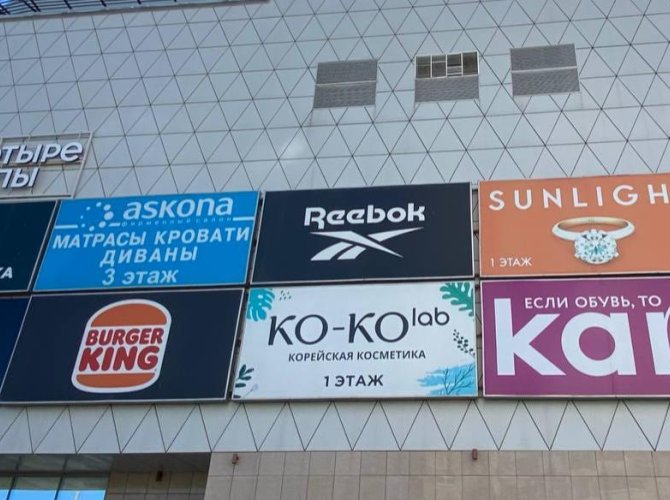 ТЫРЕ
ПЫ
askona
фирменный салон
МАТРАСЫ КРОВАТИ
ДИВАНЫ
3 этаж
Reebok
SUNLIGH
1 ЭТАЖ
BURGER
KING
KO-KO lab
КОРЕЙСКАЯ КОСМЕТИКА
1 ЭТАЖ
ЕСЛИ ОБУВЬ, ТО
kar